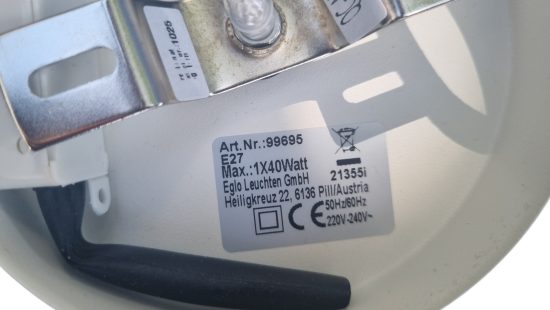 1025
Art.Nr.:99695
E27
Max.:1X40Watt
21355i
Eglo Leuchten GmbH
Heiligkreuz 22, 6136 Pill/Austria
CE 50Hz/60Hz
220V-240V~